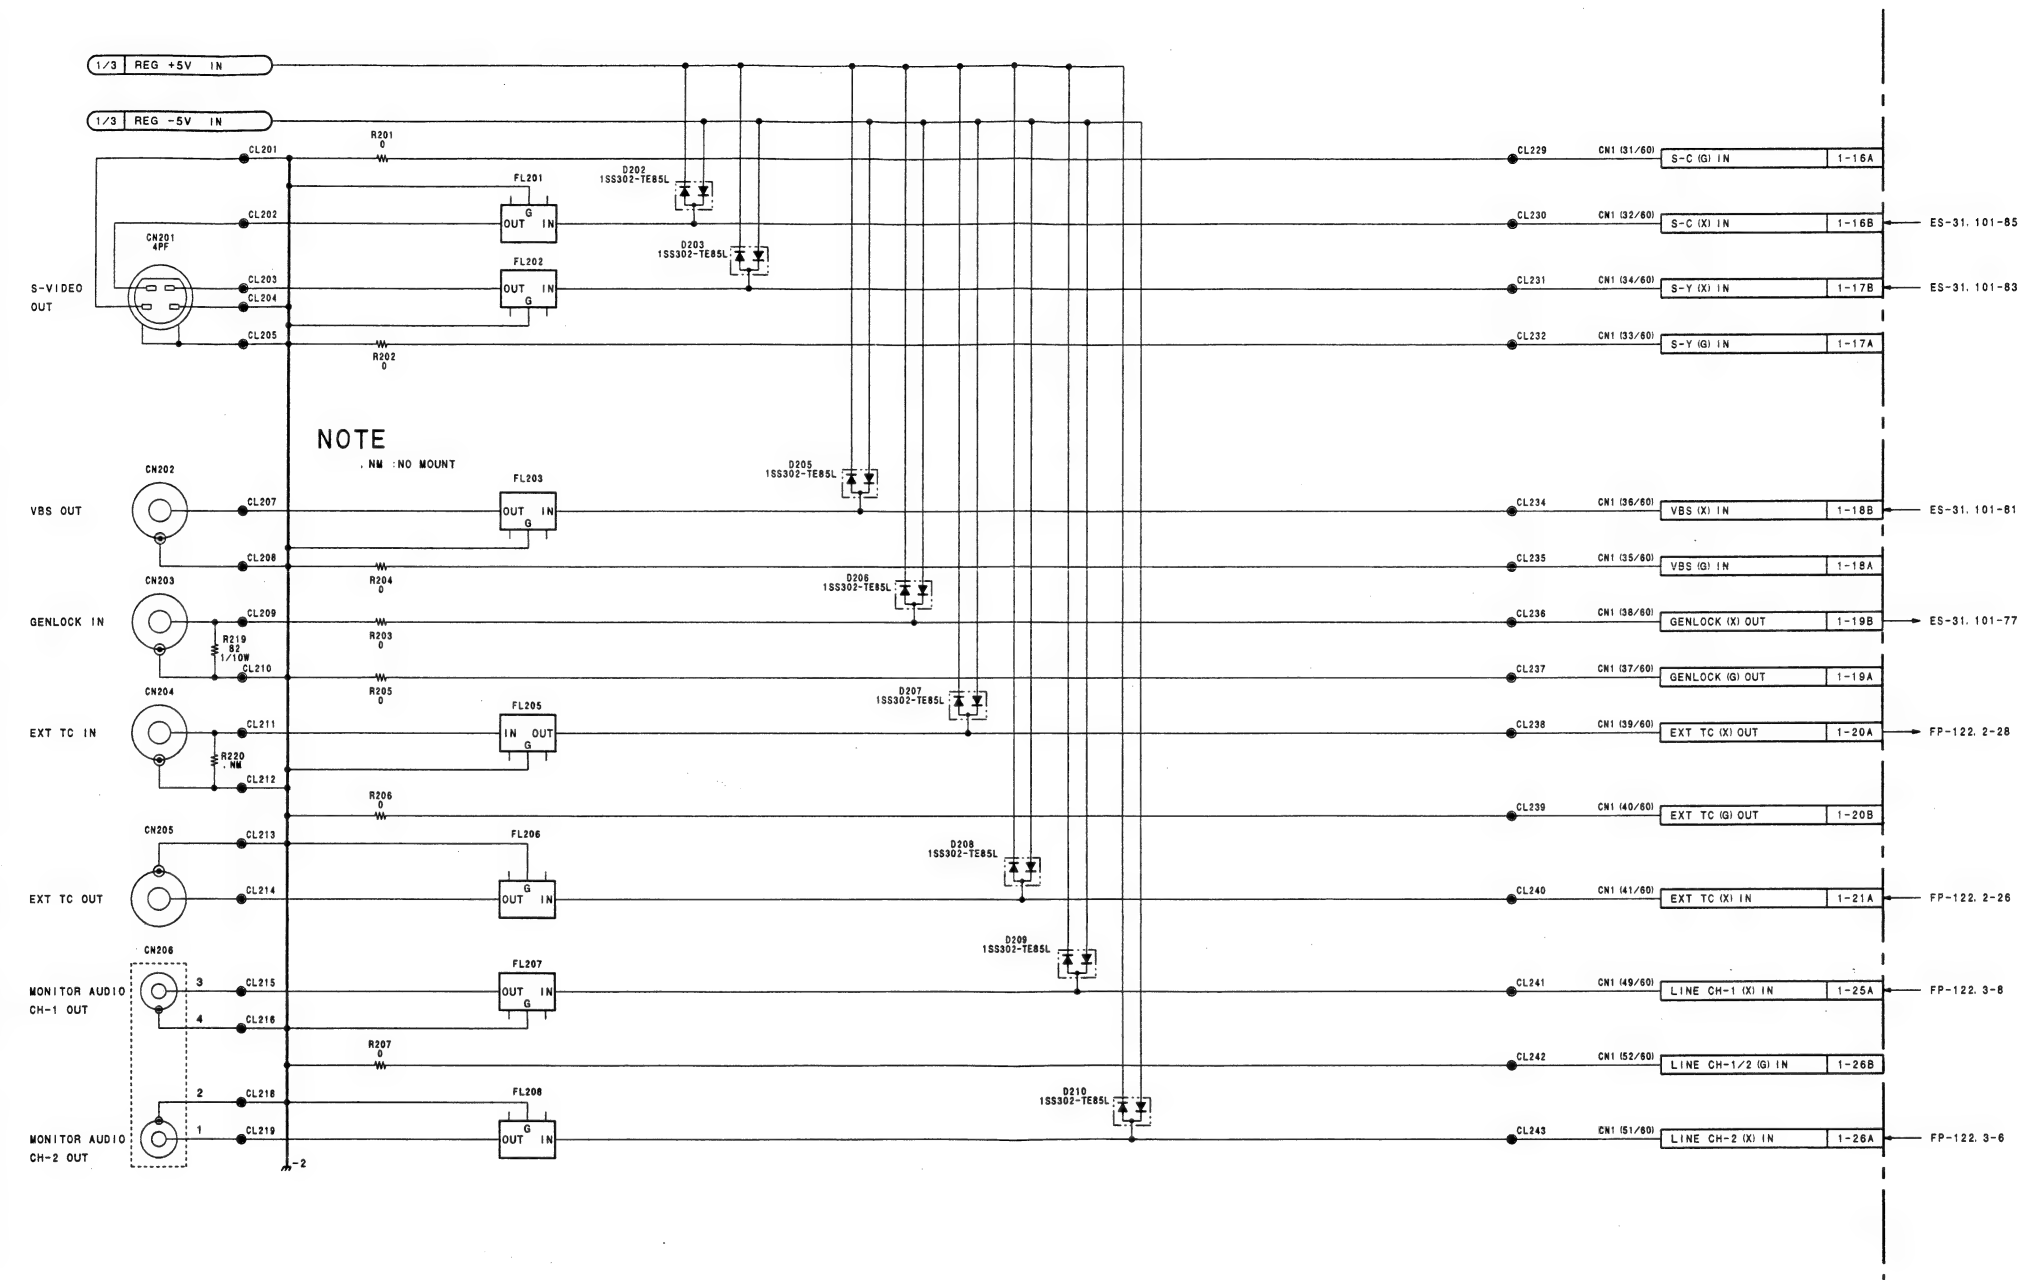 1/3 REG +5V IN
1/3 REG -5V IN
R201
0
CL201
CL229 CN1 (31/60) S-C (G) IN 1-16A
D202
1SS302-TE85L
FL201
G
CL202
OUT IN
CL230 CN1 (32/60) S-C (X) IN 1-16B ES-31. 101-85
CN201
4PF
D203
1SS302-TE85L
FL202
S-VIDEO
OUT
CL203
OUT IN
G
CL231 CN1 (34/60) S-Y (X) IN 1-17B ES-31. 101-83
CL204
CL205
R202
0
CL232 CN1 (33/60) S-Y (G) IN 1-17A
NOTE
. NM :NO MOUNT
CN202
D205
1SS302-TE85L
FL203
VBS OUT
CL207
OUT IN
G
CL234 CN1 (36/60) VBS (X) IN 1-18B ES-31. 101-81
CL208
R204
0
CL235 CN1 (35/60) VBS (G) IN 1-18A
CN203
D206
1SS302-TE85L
GENLOCK IN
CL209
R203
0
CL236 CN1 (38/60) GENLOCK (X) OUT 1-19B ES-31. 101-77
R219
82
1/10W
CL210
R205
0
CL237 CN1 (37/60) GENLOCK (G) OUT 1-19A
CN204
D207
1SS302-TE85L
FL205
EXT TC IN
CL211
IN OUT
G
CL238 CN1 (39/60) EXT TC (X) OUT 1-20A FP-122. 2-28
R220
. NM
CL212
R206
0
CL239 CN1 (40/60) EXT TC (G) OUT 1-20B
CN205
CL213
FL206
D208
1SS302-TE85L
EXT TC OUT
CL214
G
OUT IN
CL240 CN1 (41/60) EXT TC (X) IN 1-21A FP-122. 2-26
CN206
D209
1SS302-TE85L
FL207
MONITOR AUDIO
CH-1 OUT
3 CL215
OUT IN
G
CL241 CN1 (49/60) LINE CH-1 (X) IN 1-25A FP-122. 3-8
4 CL216
R207
0
CL242 CN1 (52/60) LINE CH-1/2 (G) IN 1-26B
2 CL218
FL208
D210
1SS302-TE85L
MONITOR AUDIO
CH-2 OUT
1 CL219
G
OUT IN
CL243 CN1 (51/60) LINE CH-2 (X) IN 1-26A FP-122. 3-6
-2